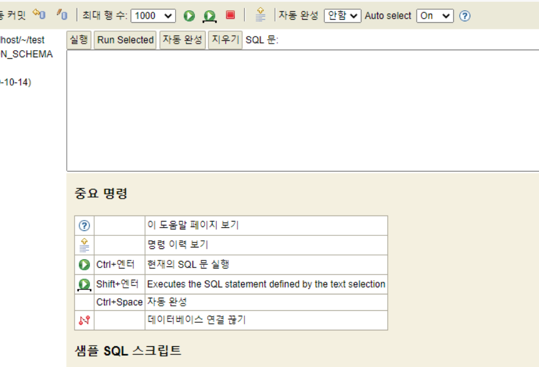 동 커밋 최대 행 수: 1000 자동 완성 안함 Auto select On
host/~/test
N_SCHEMA
-10-14)
실행 Run Selected 자동 완성 지우기 SQL 문:
중요 명령
이 도움말 페이지 보기
명령 이력 보기
Ctrl+엔터 현재의 SQL 문 실행
Shift+엔터 Executes the SQL statement defined by the text selection
Ctrl+Space 자동 완성
데이터베이스 연결 끊기
샘플 SQL 스크립트